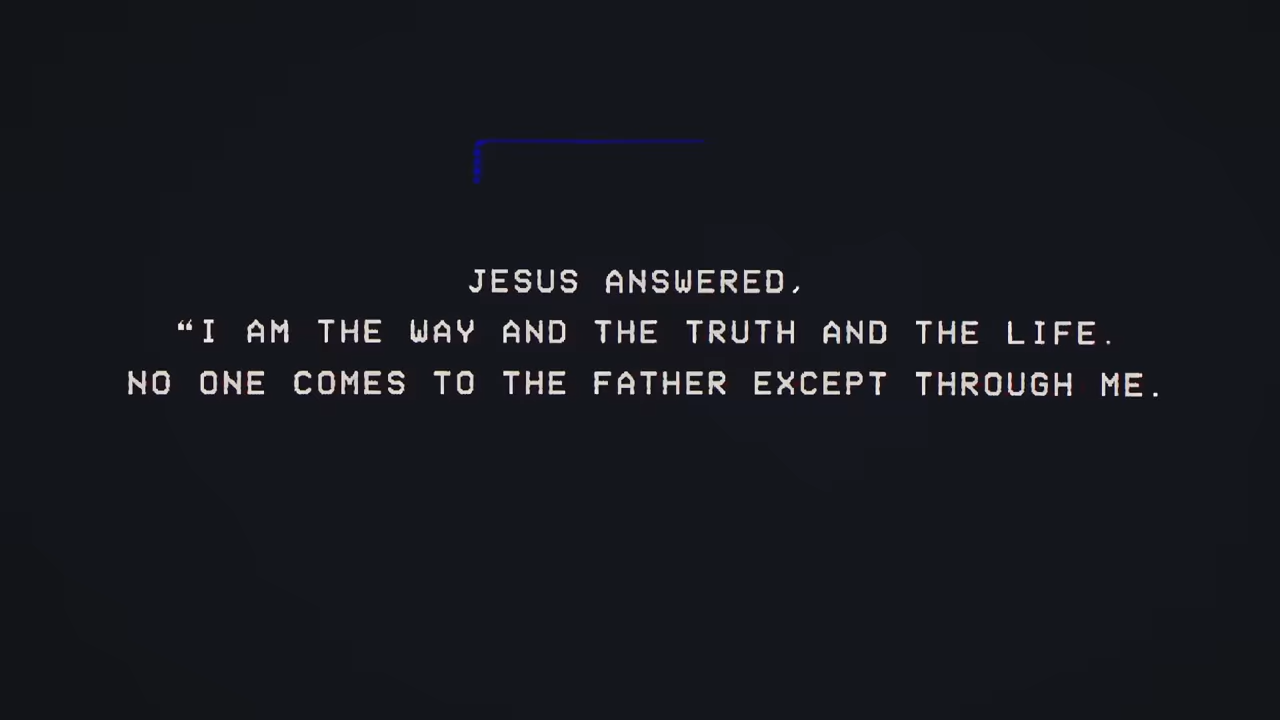 JESUS ANSWERED,
“I AM THE WAY AND THE TRUTH AND THE LIFE.
NO ONE COMES TO THE FATHER EXCEPT THROUGH ME.